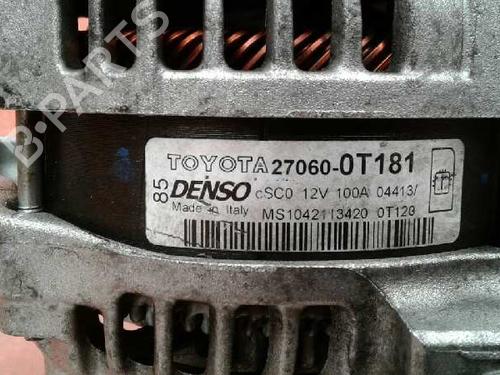 B-PARTS
TOYOTA 27060-0T181
85 DENSO cSC0 12V 100A 04413/
Made in Italy MS1042113420 0T120